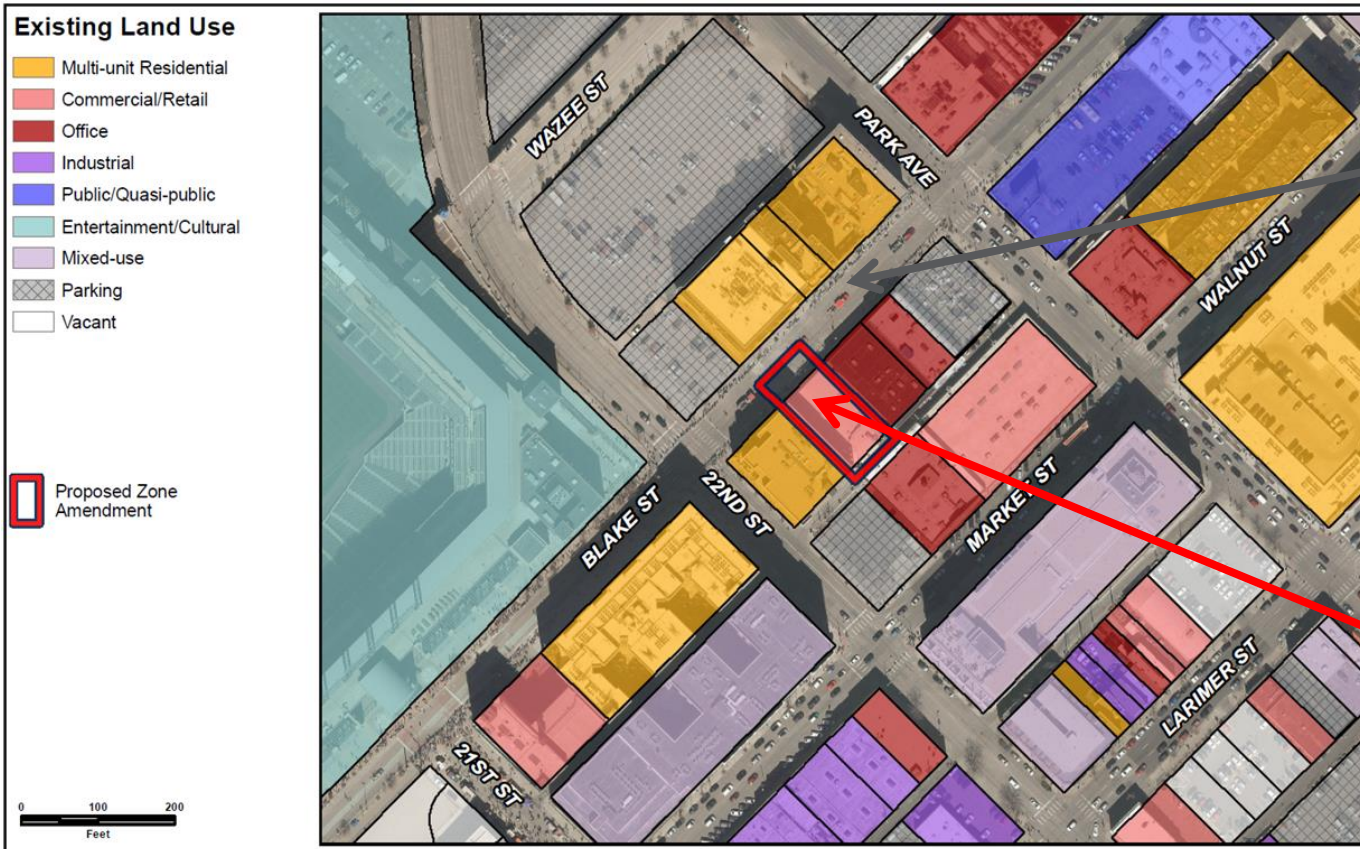 Existing Land Use
Multi-unit Residential
Commercial/Retail
Office
Industrial
Public/Quasi-public
Entertainment/Cultural
Mixed-use
Parking
Vacant
Proposed Zone
Amendment
0 100 200
Feet
WAZEE ST
PARK AVE
WALNUT ST
BLAKE ST
22ND ST
MARKET ST
LARIMER ST
21ST ST